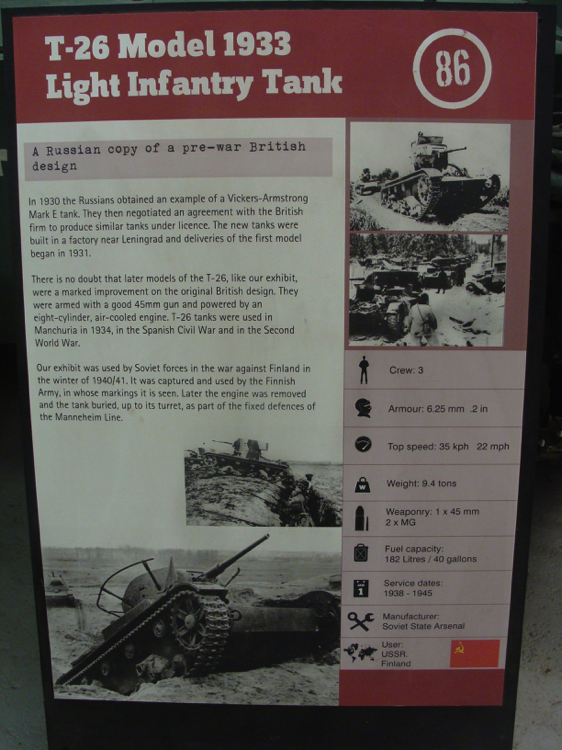 T-26 Model 1933
Light Infantry Tank
86
A Russian copy of a pre-war British
design
In 1930 the Russians obtained an example of a Vickers-Armstrong
Mark E tank. They then negotiated an agreement with the British
firm to produce similar tanks under licence. The new tanks were
built in a factory near Leningrad and deliveries of the first model
began in 1931.
There is no doubt that later models of the T-26, like our exhibit,
were a marked improvement on the original British design. They
were armed with a good 45mm gun and powered by an
eight-cylinder, air-cooled engine. T-26 tanks were used in
Manchuria in 1934, in the Spanish Civil War and in the Second
World War.
Our exhibit was used by Soviet forces in the war against Finland in
the winter of 1940/41. It was captured and used by the Finnish
Army, in whose markings it is seen. Later the engine was removed
and the tank buried, up to its turret, as part of the fixed defences of
the Manneheim Line.
Crew: 3
Armour: 6.25 mm .2 in
Top speed: 35 kph 22 mph
W
Weight: 9.4 tons
Weaponry: 1 x 45 mm
2 x MG
Fuel capacity:
182 Litres / 40 gallons
1
Service dates:
1938 - 1945
Manufacturer:
Soviet State Arsenal
User:
USSR.
Finland